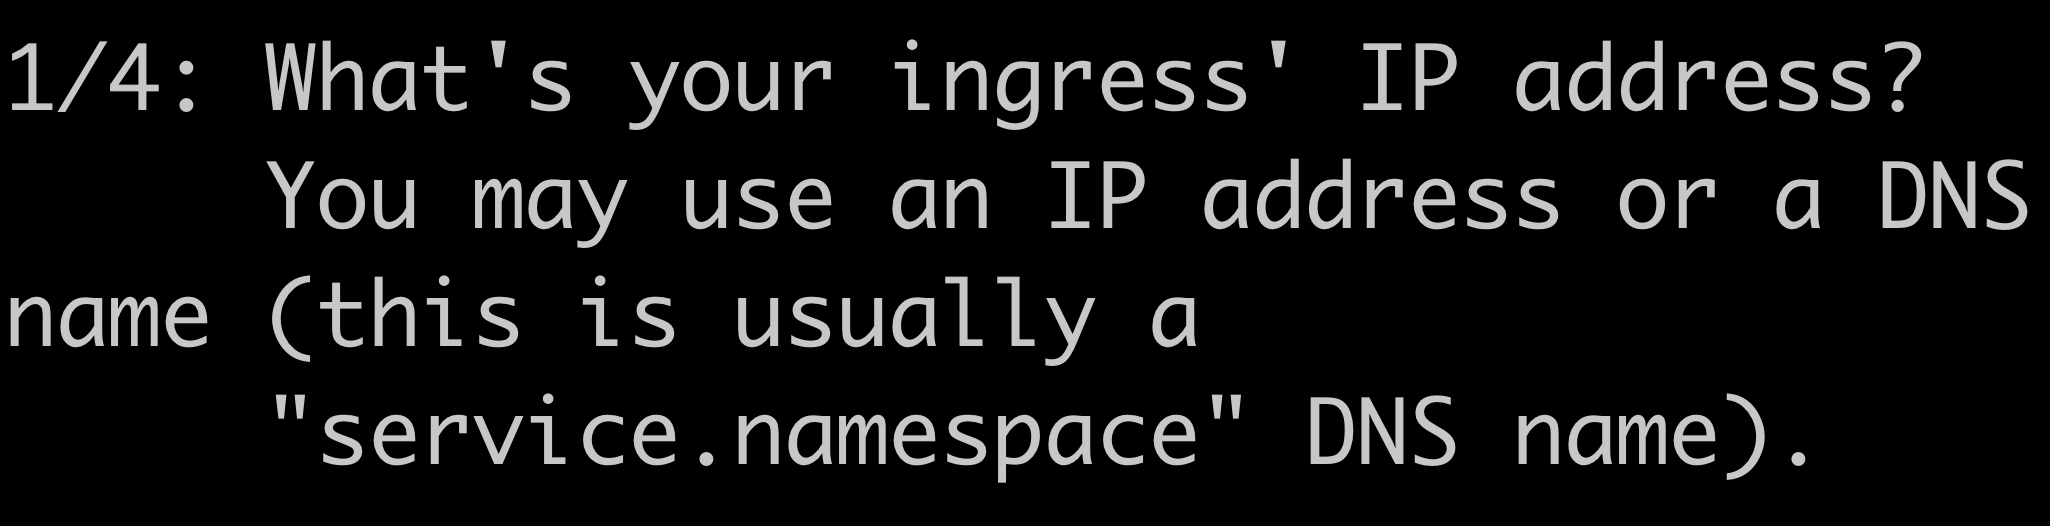 1/4: What's your ingress' IP address?
You may use an IP address or a DNS
name (this is usually a
"service.namespace" DNS name).